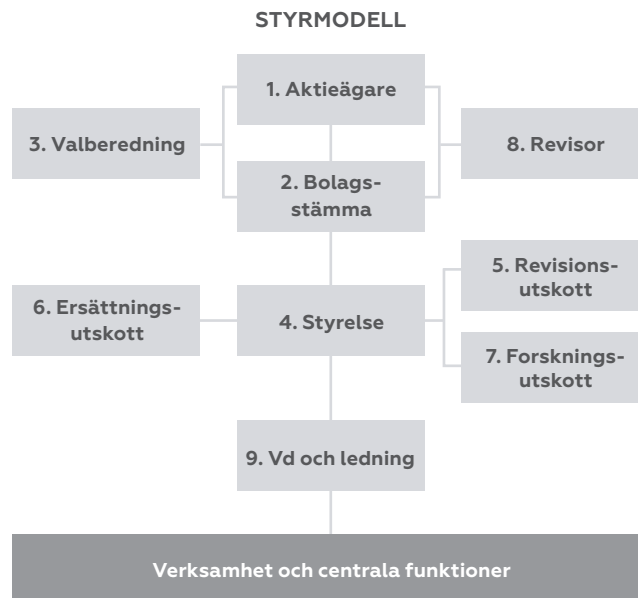 STYRMODELL
1. Aktieägare
3. Valberedning
8. Revisor
2. Bolags-
stämma
5. Revisions-
utskott
6. Ersättnings-
utskott
4. Styrelse
7. Forsknings-
utskott
9. Vd och ledning
Verksamhet och centrala funktioner